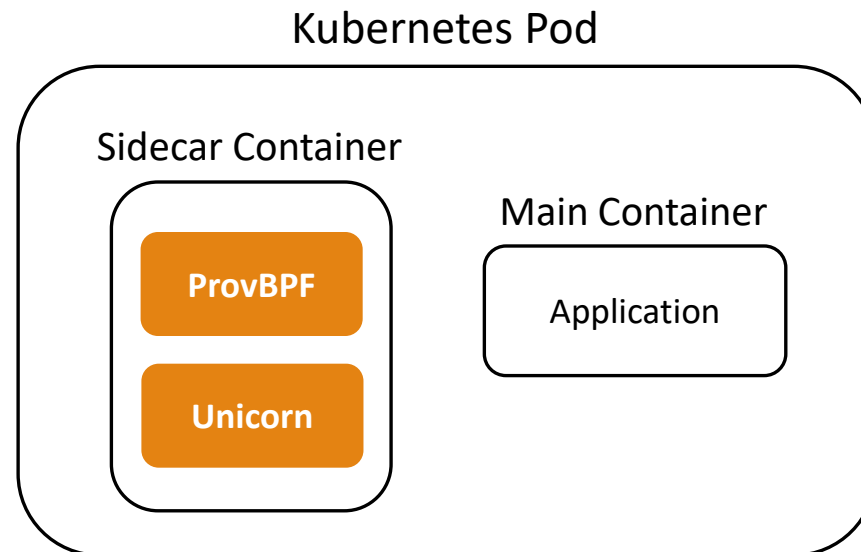 Kubernetes Pod
Sidecar Container
ProvBPF
Unicorn
Main Container
Application